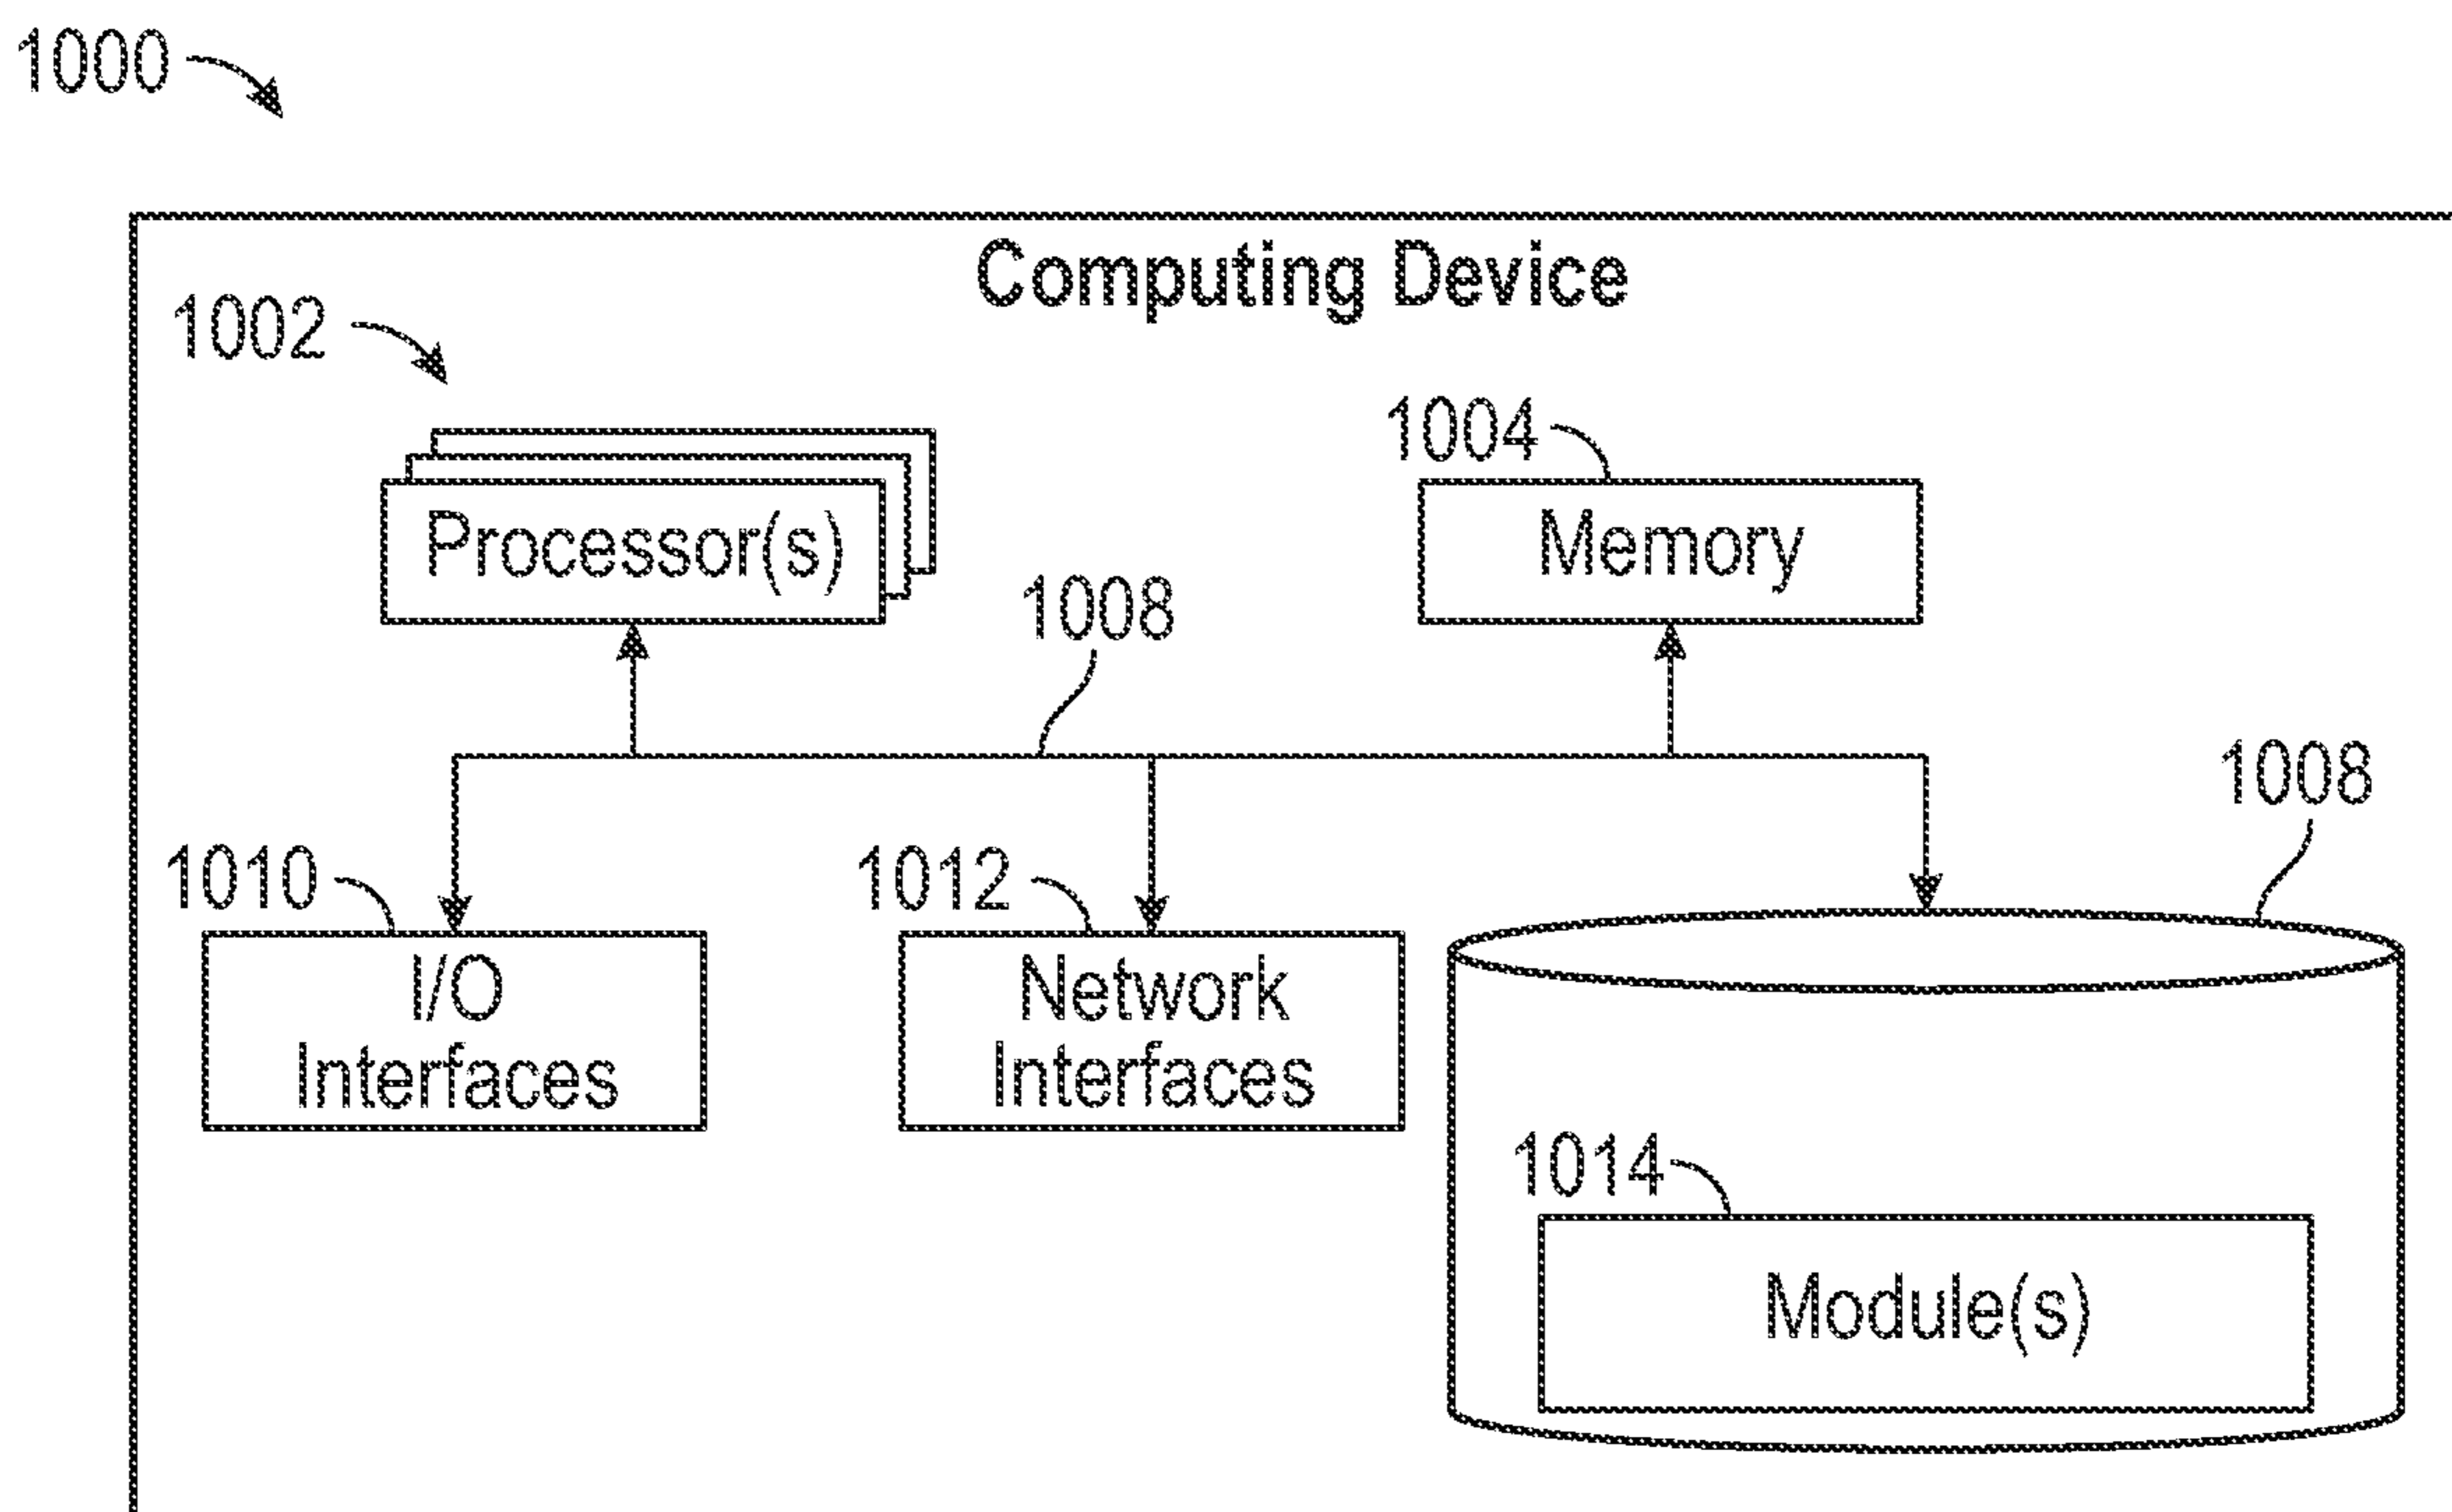 1000
Computing Device
1002
1004
Processor(s)
Memory
1008
1008
1010
1012
I/O
Interfaces
Network
Interfaces
1014
Module(s)